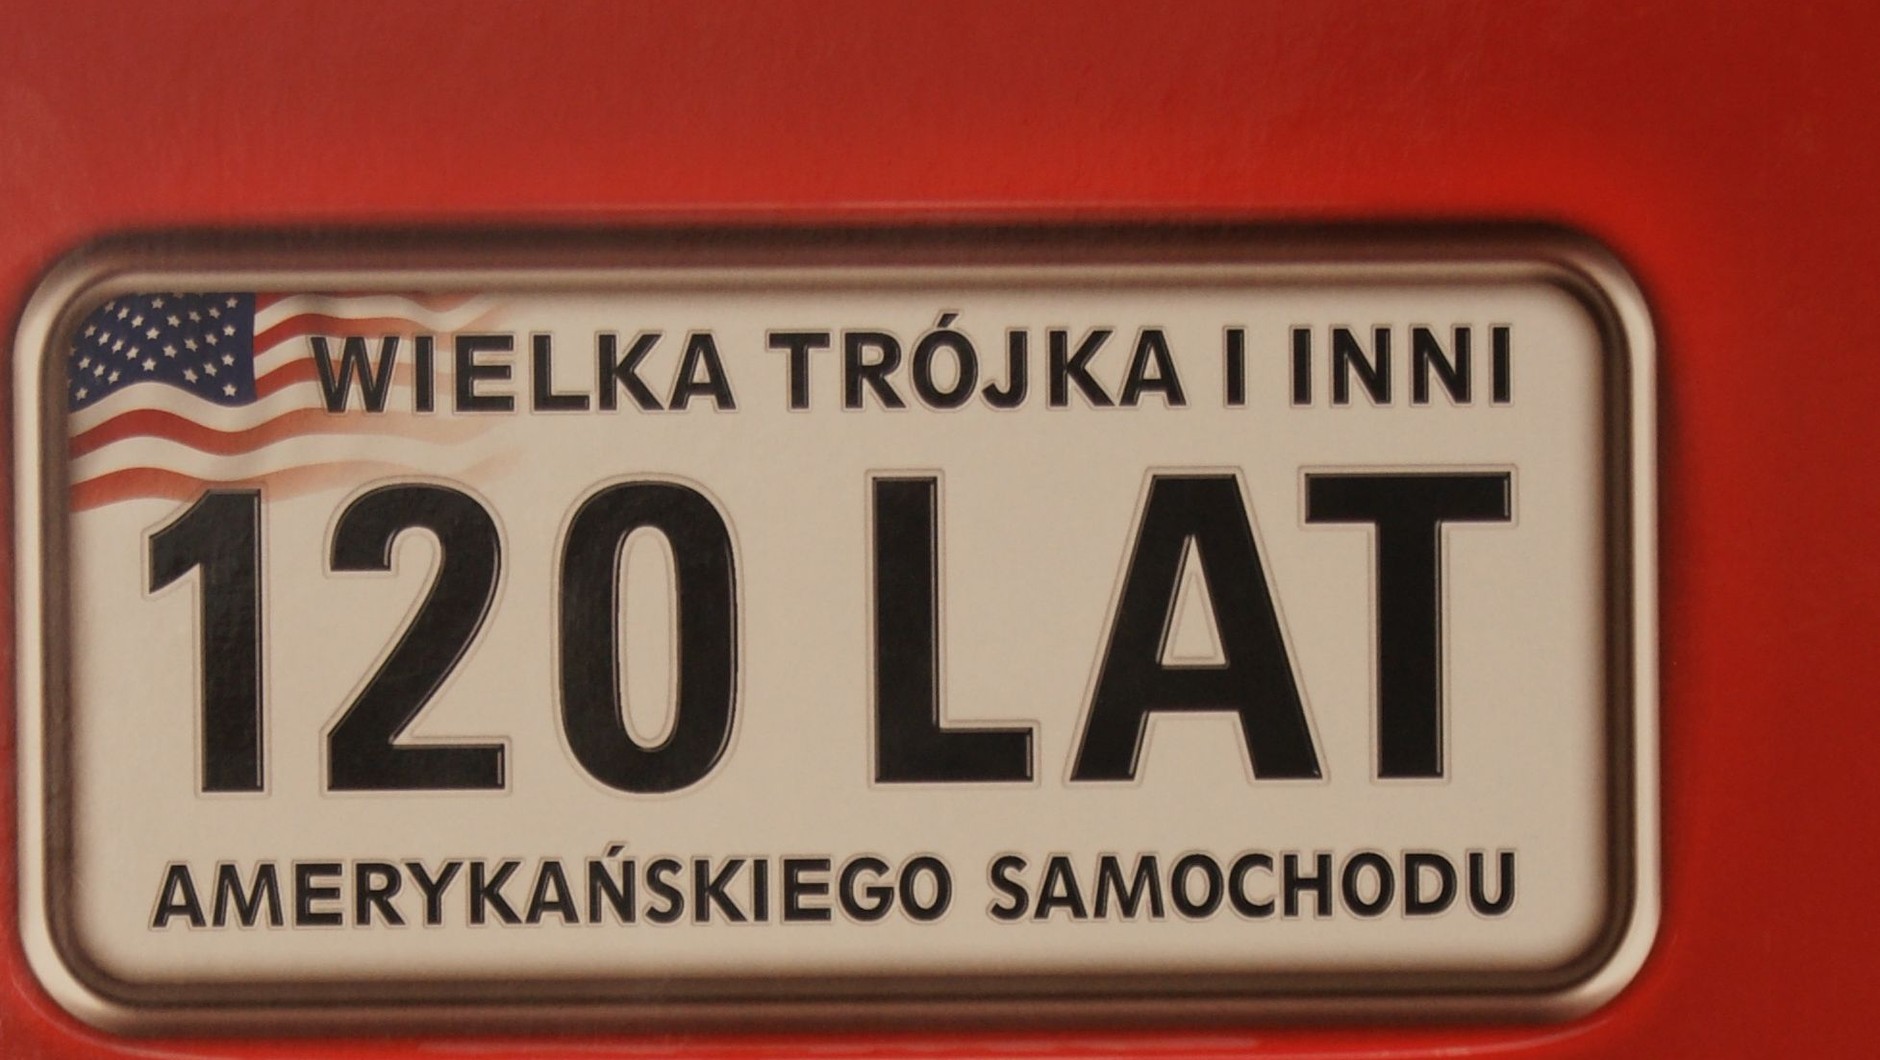 WIELKA TRÓJKA I INNI
120 LAT
AMERYKAŃSKIEGO SAMOCHODU